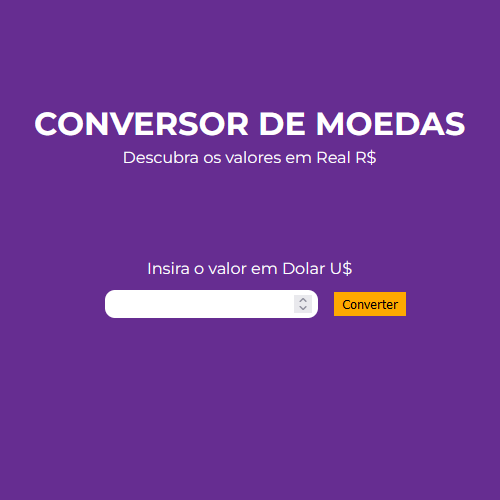 CONVERSOR DE MOEDAS
Descubra os valores em Real R$
Insira o valor em Dolar U$
Converter